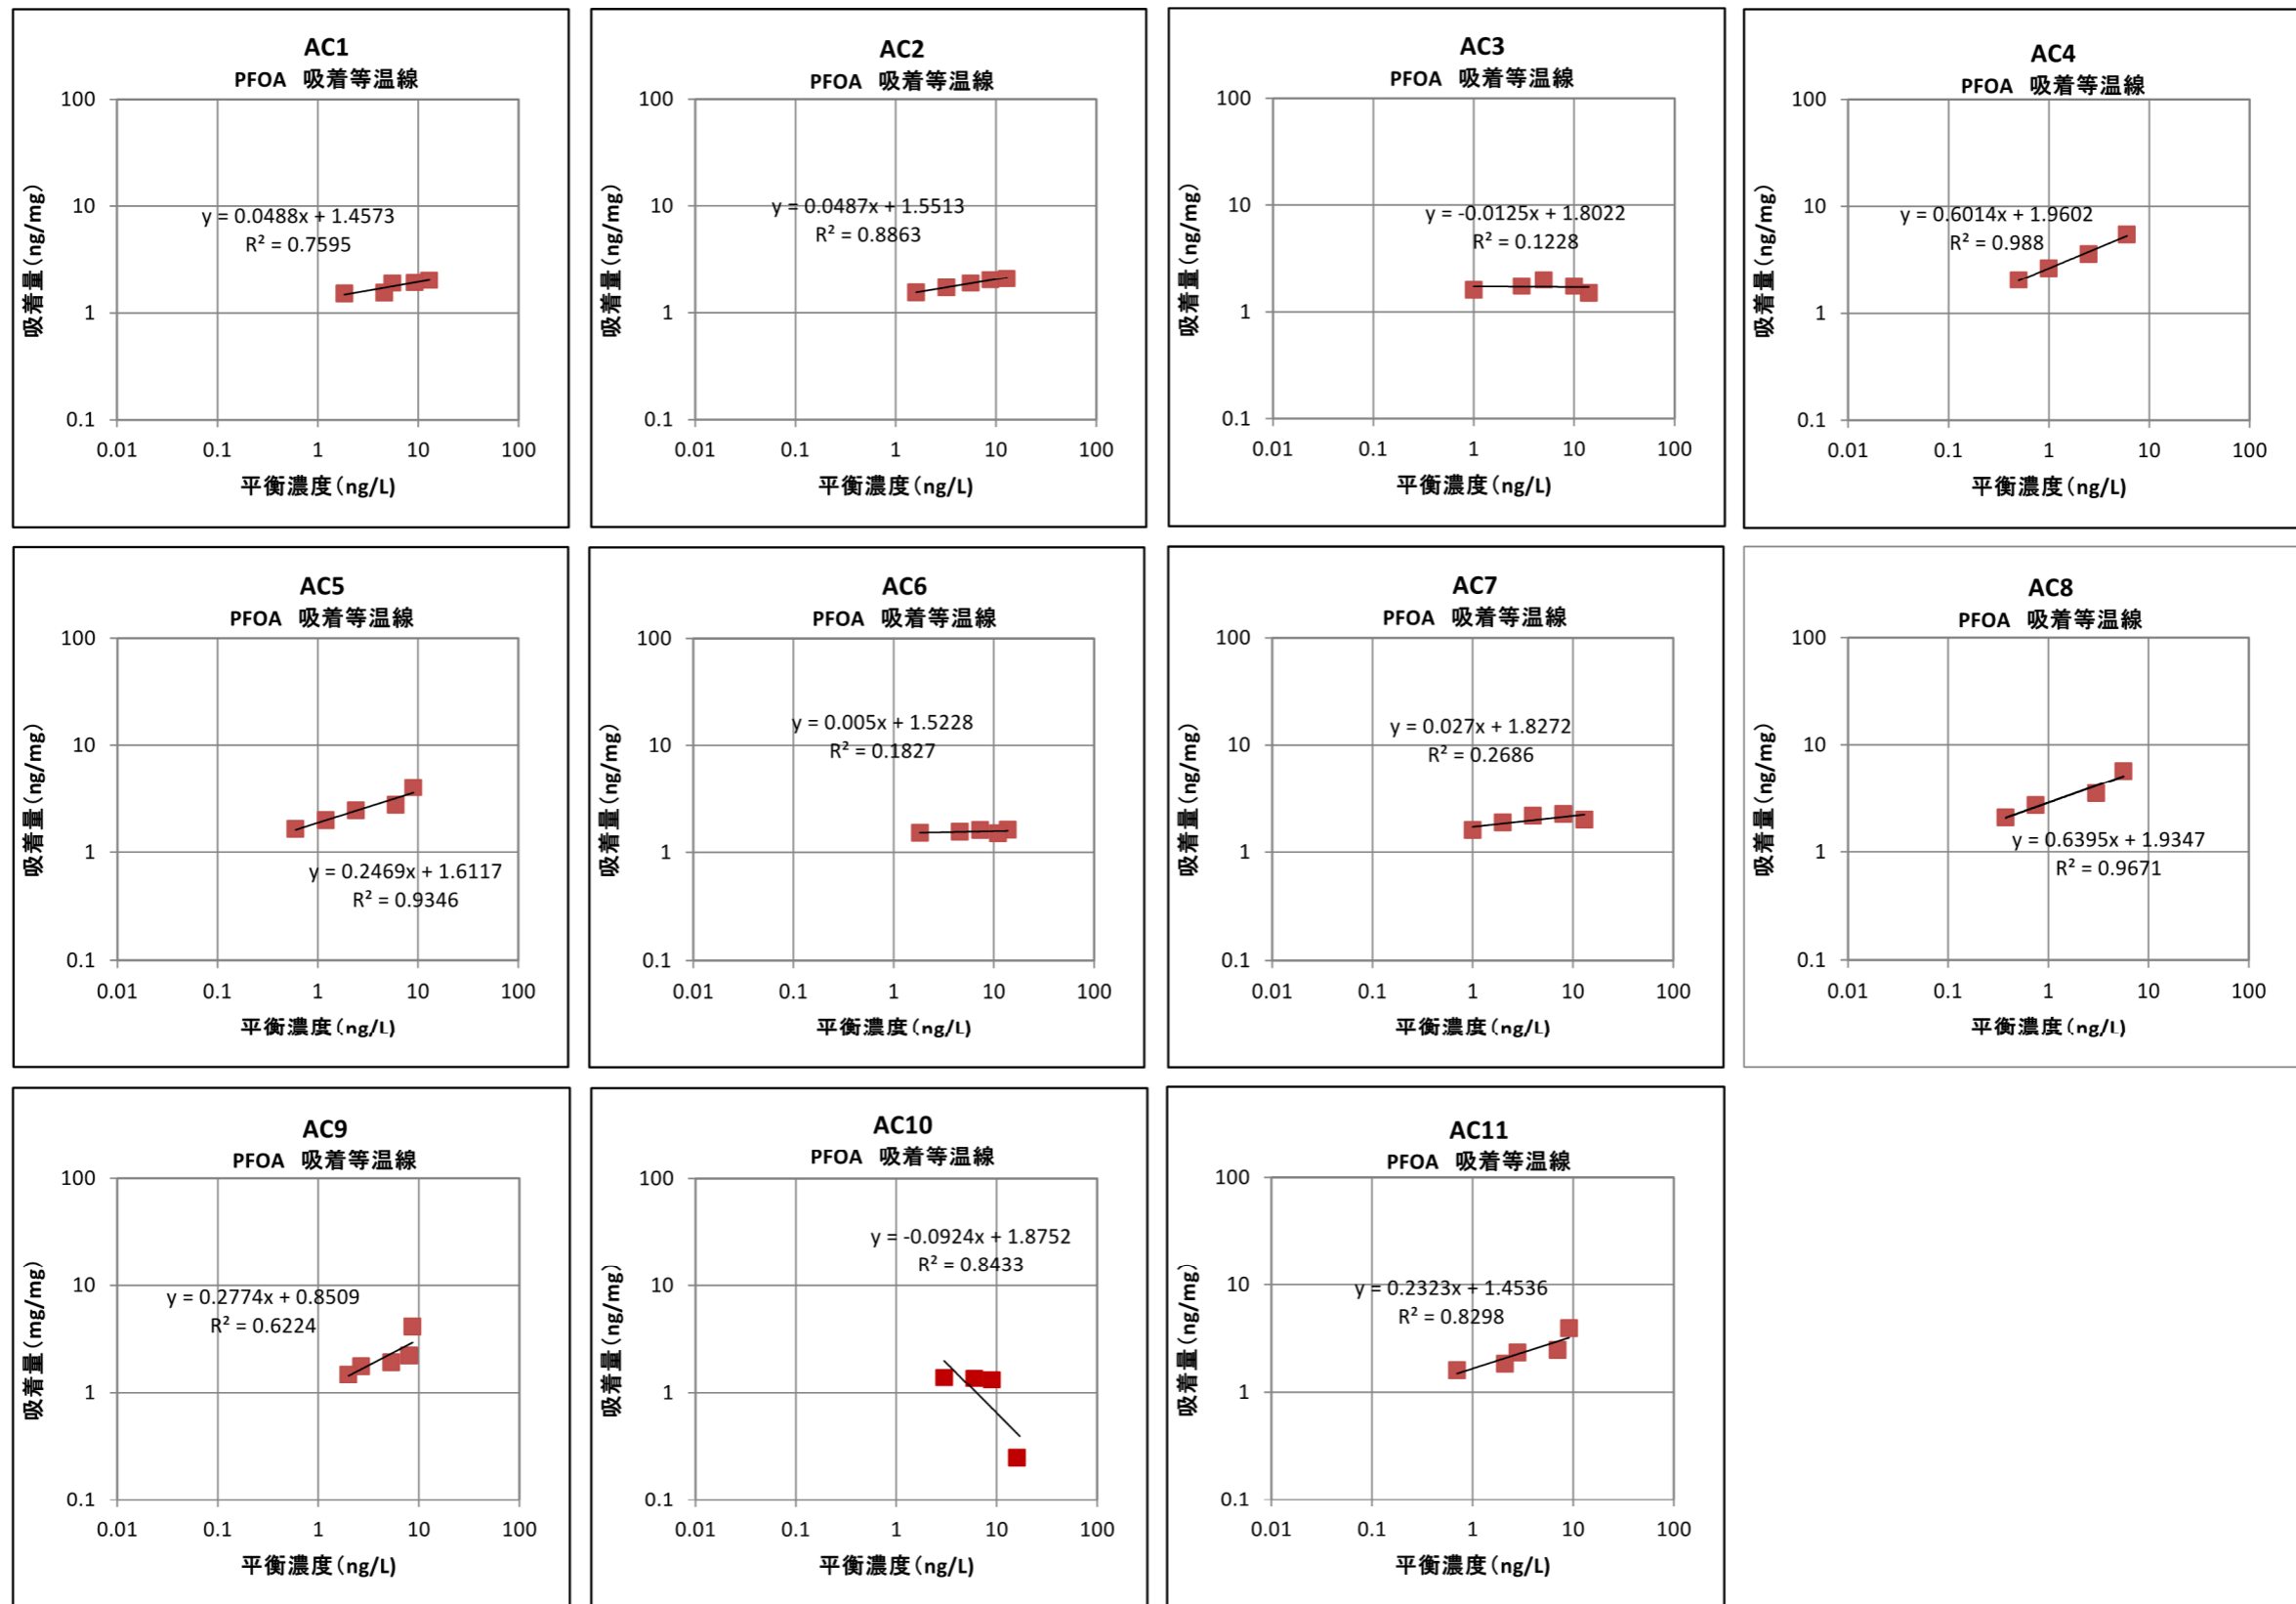 AC1
PFOA 吸着等温線
100
10
1
0.1
0.01 0.1 1 10 100
y = 0.0488x + 1.4573
R² = 0.7595
吸着量(ng/mg)
平衡濃度(ng/L)
AC2
PFOA 吸着等温線
100
10
1
0.1
0.01 0.1 1 10 100
y = 0.0487x + 1.5513
R² = 0.8863
吸着量(ng/mg)
平衡濃度(ng/L)
AC3
PFOA 吸着等温線
100
10
1
0.1
0.01 0.1 1 10 100
y = -0.0125x + 1.8022
R² = 0.1228
吸着量(ng/mg)
平衡濃度(ng/L)
AC4
PFOA 吸着等温線
100
10
1
0.1
0.01 0.1 1 10 100
y = 0.6014x + 1.9602
R² = 0.988
吸着量(ng/mg)
平衡濃度(ng/L)
AC5
PFOA 吸着等温線
100
10
1
0.1
0.01 0.1 1 10 100
y = 0.2469x + 1.6117
R² = 0.9346
吸着量(ng/mg)
平衡濃度(ng/L)
AC6
PFOA 吸着等温線
100
10
1
0.1
0.01 0.1 1 10 100
y = 0.005x + 1.5228
R² = 0.1827
吸着量(ng/mg)
平衡濃度(ng/L)
AC7
PFOA 吸着等温線
100
10
1
0.1
0.01 0.1 1 10 100
y = 0.027x + 1.8272
R² = 0.2686
吸着量(ng/mg)
平衡濃度(ng/L)
AC8
PFOA 吸着等温線
100
10
1
0.1
0.01 0.1 1 10 100
y = 0.6395x + 1.9347
R² = 0.9671
吸着量(ng/mg)
平衡濃度(ng/L)
AC9
PFOA 吸着等温線
100
10
1
0.1
0.01 0.1 1 10 100
y = 0.2774x + 0.8509
R² = 0.6224
吸着量(mg/mg)
平衡濃度(ng/L)
AC10
PFOA 吸着等温線
100
10
1
0.1
0.01 0.1 1 10 100
y = -0.0924x + 1.8752
R² = 0.8433
吸着量(ng/mg)
平衡濃度(ng/L)
AC11
PFOA 吸着等温線
100
10
1
0.1
0.01 0.1 1 10 100
y = 0.2323x + 1.4536
R² = 0.8298
吸着量(ng/mg)
平衡濃度(ng/L)